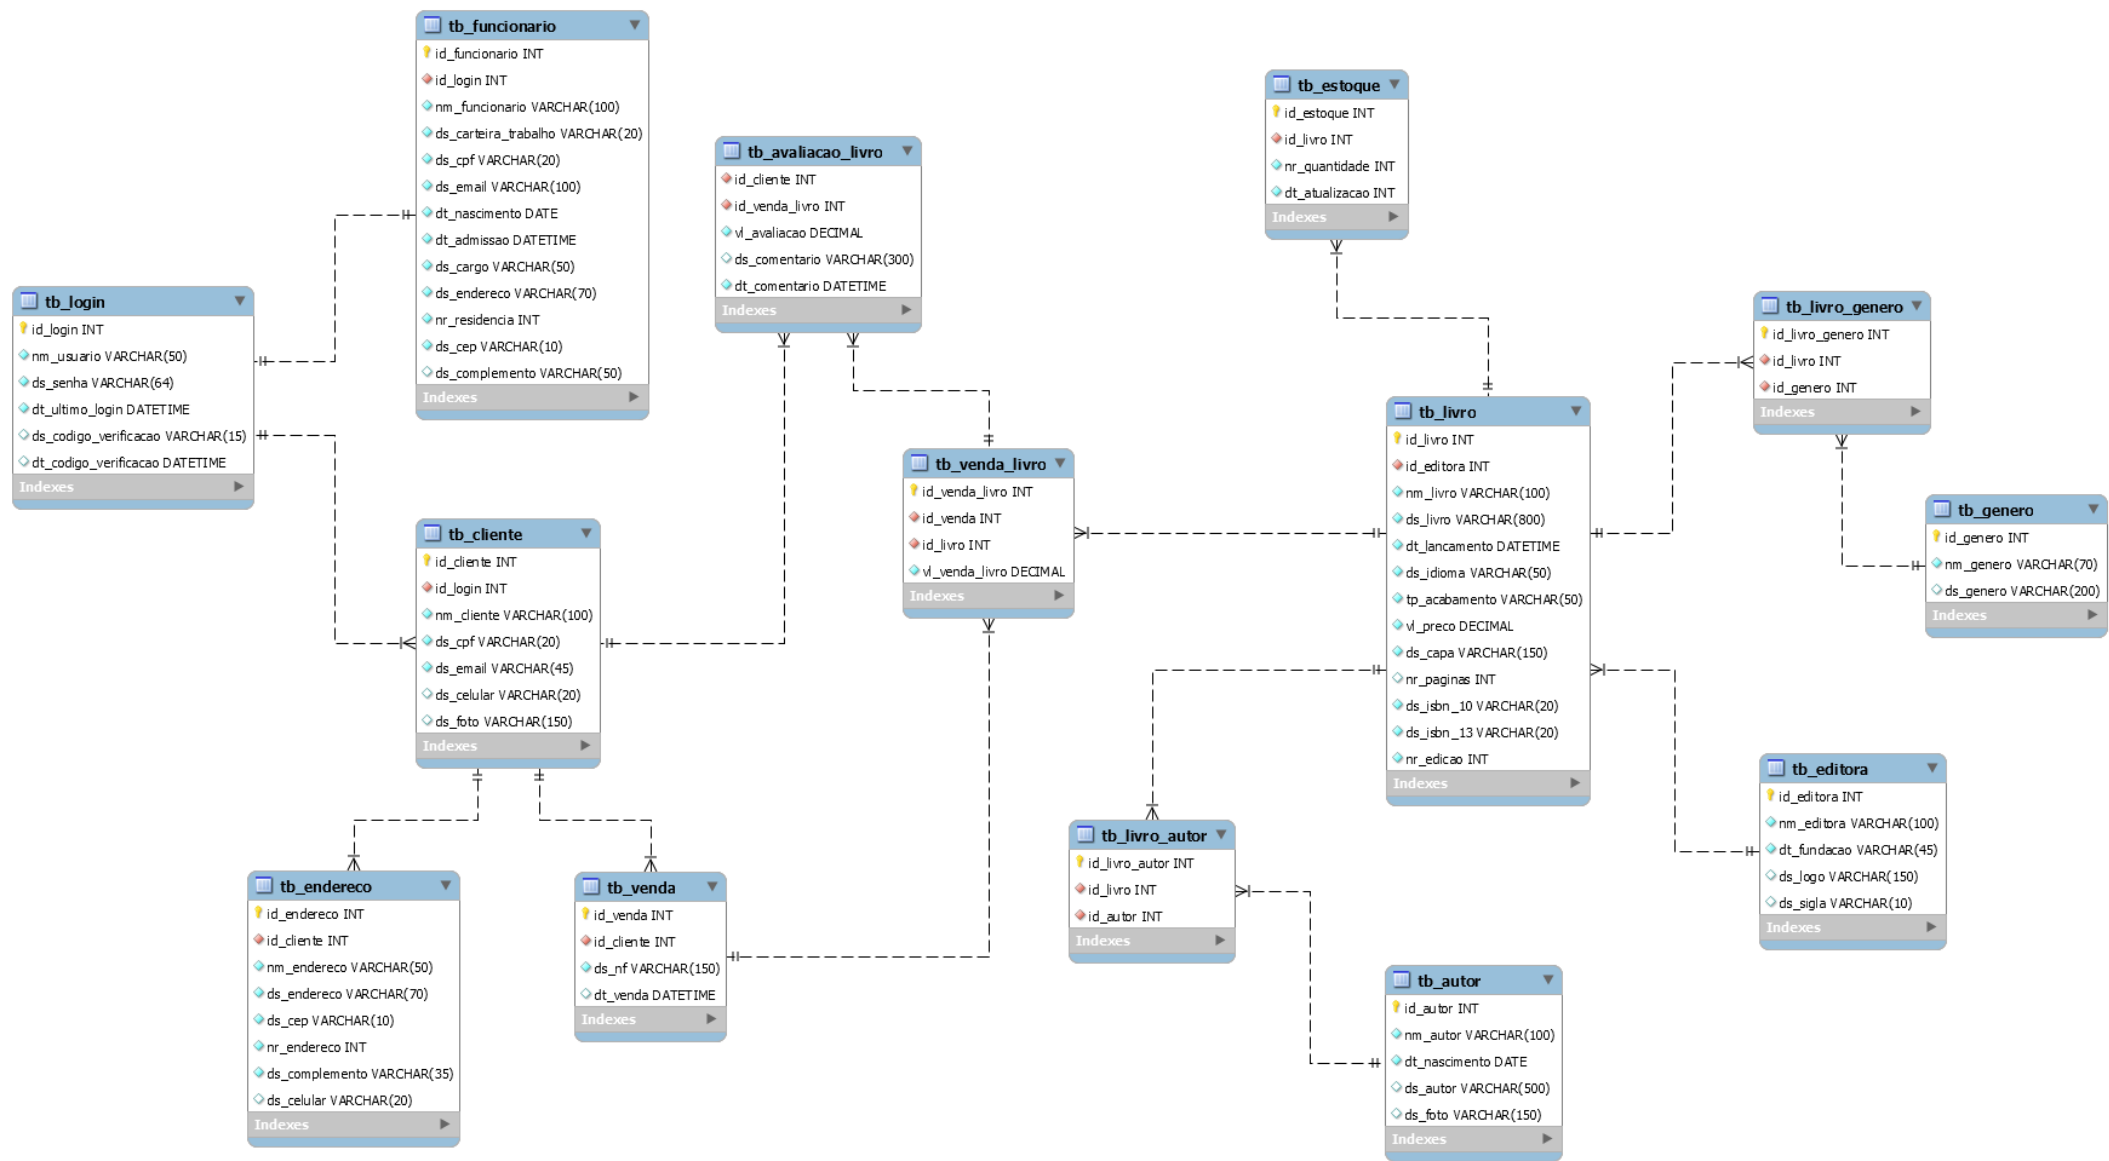 tb_funcionario
id_funcionario INT
id_login INT
nm_funcionario VARCHAR(100)
ds_carteira_trabalho VARCHAR(20)
ds_cpf VARCHAR(20)
ds_email VARCHAR(100)
dt_nascimento DATE
dt_admissao DATETIME
ds_cargo VARCHAR(50)
ds_endereco VARCHAR(70)
nr_residencia INT
ds_cep VARCHAR(10)
ds_complemento VARCHAR(50)
Indexes
tb_login
id_login INT
nm_usuario VARCHAR(50)
ds_senha VARCHAR(64)
dt_ultimo_login DATETIME
ds_codigo_verificacao VARCHAR(15)
dt_codigo_verificacao DATETIME
Indexes
tb_cliente
id_cliente INT
id_login INT
nm_cliente VARCHAR(100)
ds_cpf VARCHAR(20)
ds_email VARCHAR(45)
ds_celular VARCHAR(20)
ds_foto VARCHAR(150)
Indexes
tb_endereco
id_endereco INT
id_cliente INT
nm_endereco VARCHAR(50)
ds_endereco VARCHAR(70)
ds_cep VARCHAR(10)
nr_endereco INT
ds_complemento VARCHAR(35)
ds_celular VARCHAR(20)
Indexes
tb_venda
id_venda INT
id_cliente INT
ds_nf VARCHAR(150)
dt_venda DATETIME
Indexes
tb_avaliacao_livro
id_cliente INT
id_venda_livro INT
vl_avaliacao DECIMAL
ds_comentario VARCHAR(300)
dt_comentario DATETIME
Indexes
tb_venda_livro
id_venda_livro INT
id_venda INT
id_livro INT
vl_venda_livro DECIMAL
Indexes
tb_estoque
id_estoque INT
id_livro INT
nr_quantidade INT
dt_atualizacao INT
Indexes
tb_livro
id_livro INT
id_editora INT
nm_livro VARCHAR(100)
ds_livro VARCHAR(800)
dt_lancamento DATETIME
ds_idioma VARCHAR(50)
tp_acabamento VARCHAR(50)
vl_preco DECIMAL
ds_capa VARCHAR(150)
nr_paginas INT
ds_isbn_10 VARCHAR(20)
ds_isbn_13 VARCHAR(20)
nr_edicao INT
Indexes
tb_livro_genero
id_livro_genero INT
id_livro INT
id_genero INT
Indexes
tb_genero
id_genero INT
nm_genero VARCHAR(70)
ds_genero VARCHAR(200)
Indexes
tb_editora
id_editora INT
nm_editora VARCHAR(100)
dt_fundacao VARCHAR(45)
ds_logo VARCHAR(150)
ds_sigla VARCHAR(10)
Indexes
tb_livro_autor
id_livro_autor INT
id_livro INT
id_autor INT
Indexes
tb_autor
id_autor INT
nm_autor VARCHAR(100)
dt_nascimento DATE
ds_autor VARCHAR(500)
ds_foto VARCHAR(150)
Indexes